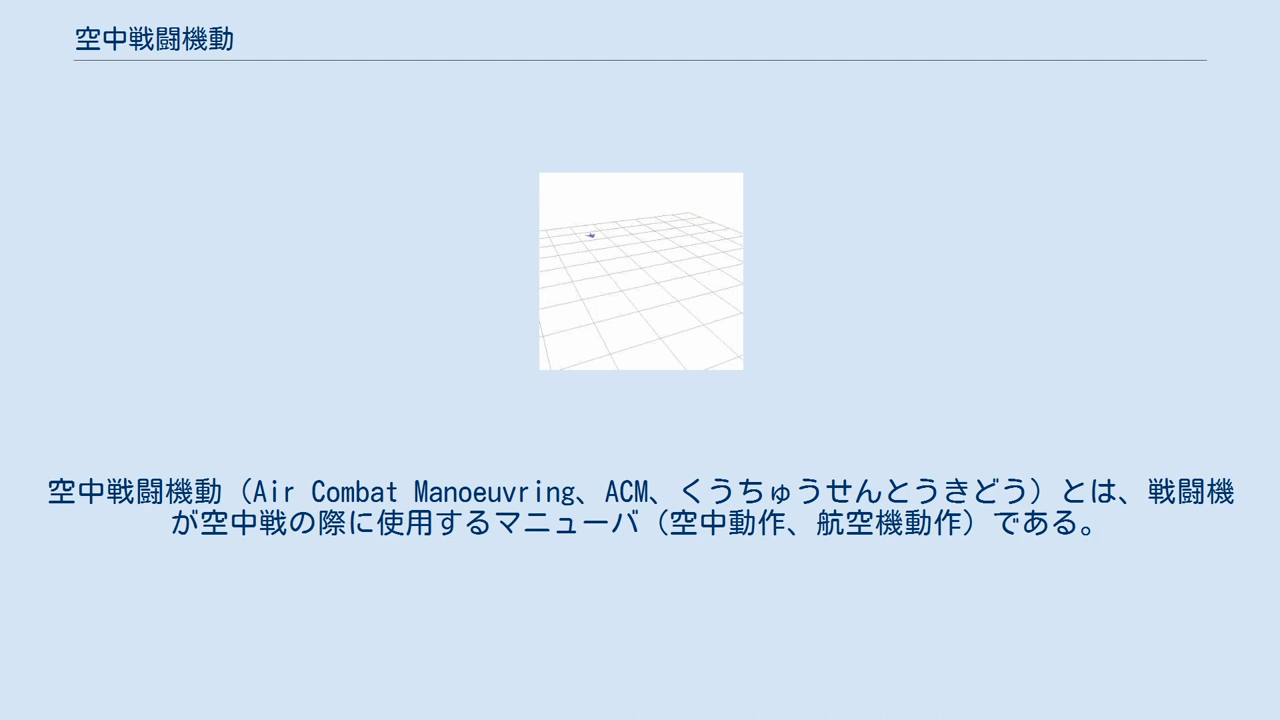 空中戦闘機動
空中戦闘機動（Air Combat Manoeuvring、ACM、くうちゅうせんとうきどう）とは、戦闘機
が空中戦の際に使用するマニューバ（空中動作、航空機動作）である。